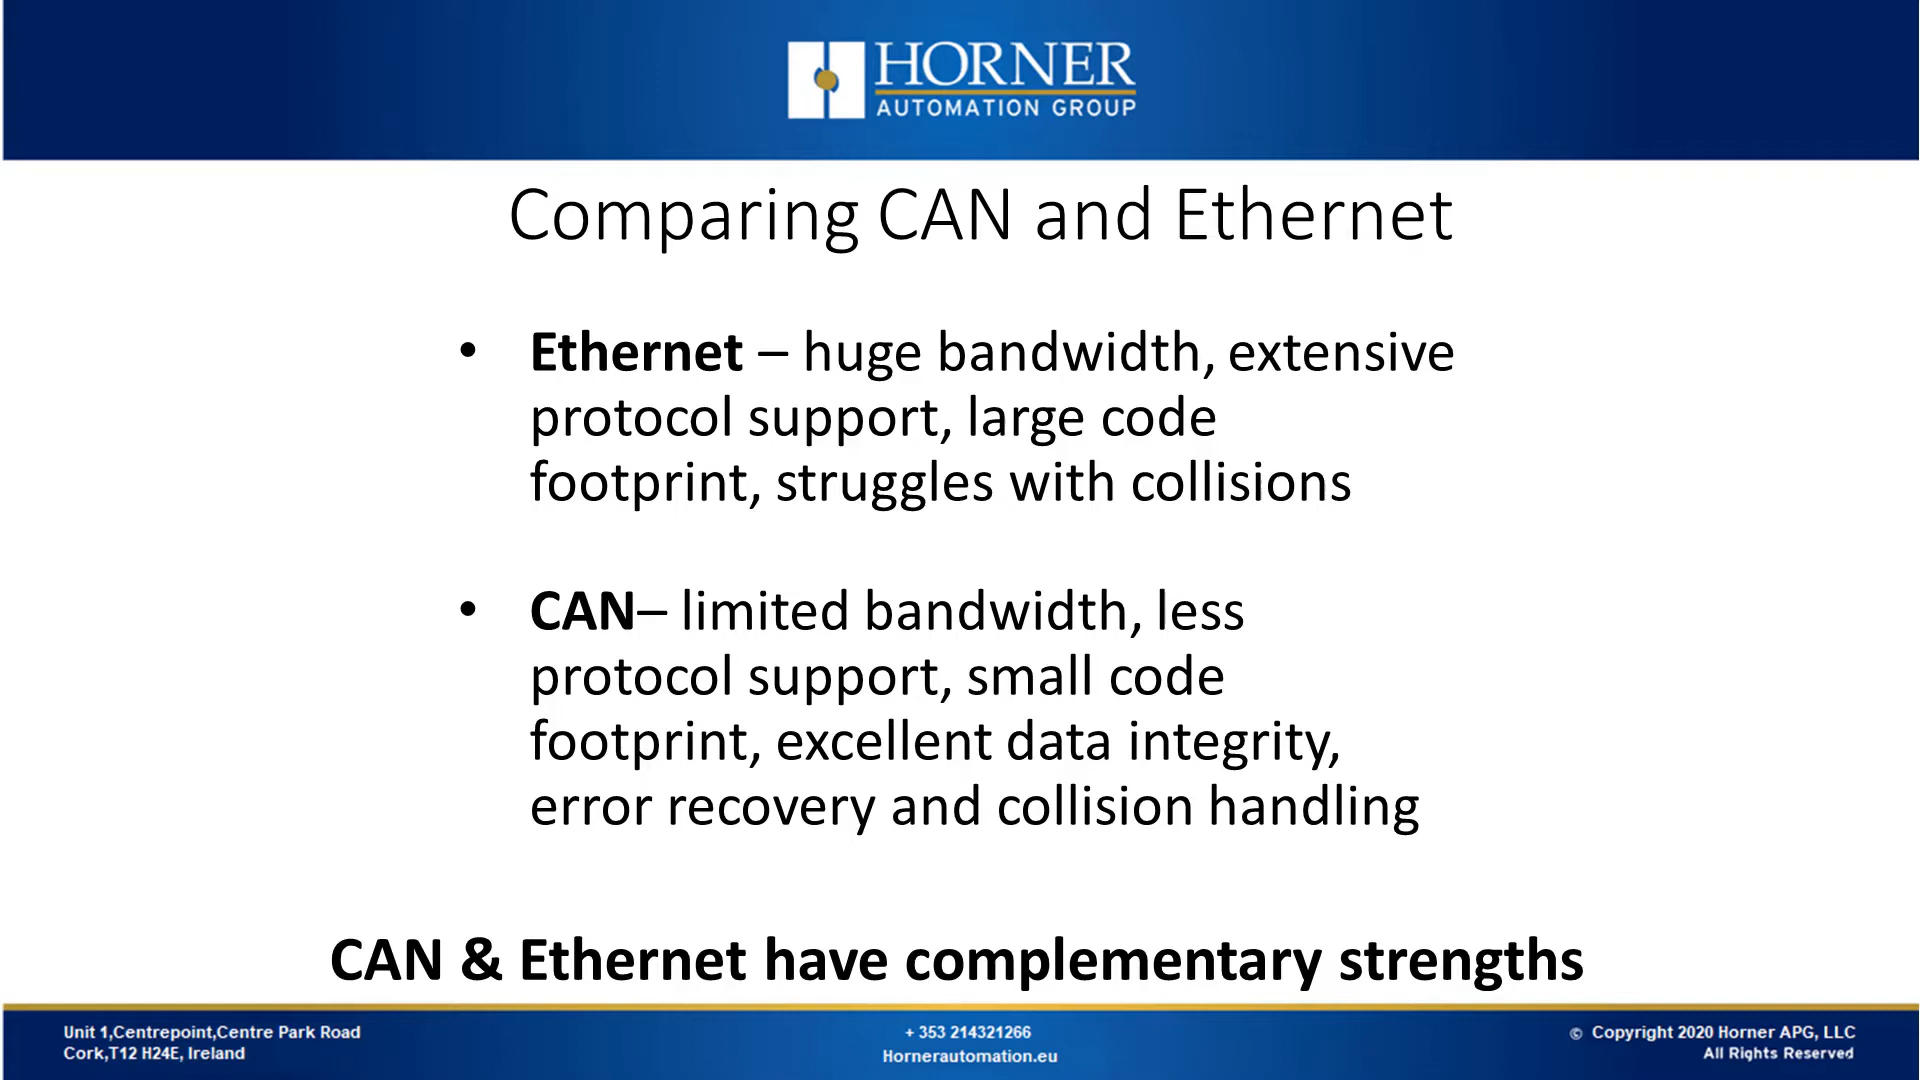 HORNER
AUTOMATION GROUP
Comparing CAN and Ethernet
• Ethernet – huge bandwidth, extensive
protocol support, large code
footprint, struggles with collisions
• CAN– limited bandwidth, less
protocol support, small code
footprint, excellent data integrity,
error recovery and collision handling
CAN & Ethernet have complementary strengths
Unit 1,Centrepoint,Centre Park Road
Cork,T12 H24E, Ireland
+ 353 214321266
Hornerautomation.eu
© Copyright 2020 Horner APG, LLC
All Rights Reserved